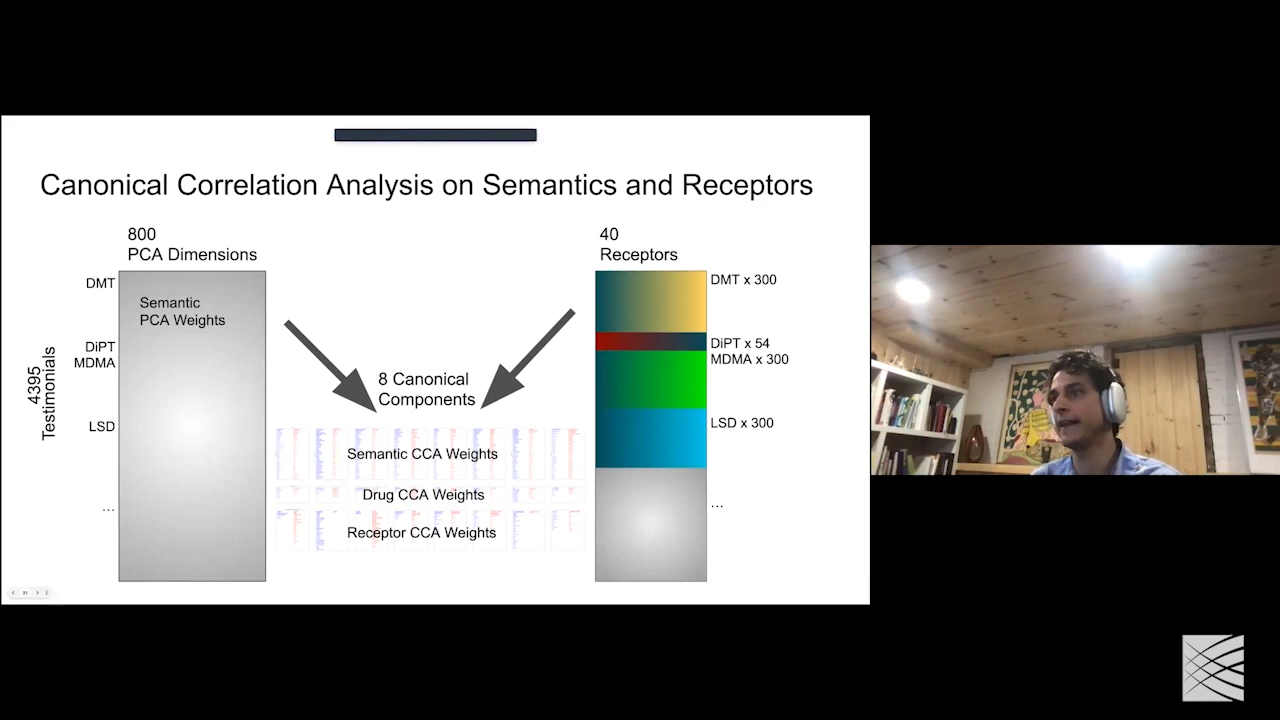 Canonical Correlation Analysis on Semantics and Receptors
800
PCA Dimensions
40
Receptors
4395
Testimonials
DMT
DiPT
MDMA
LSD
...
Semantic
PCA Weights
8 Canonical
Components
Semantic CCA Weights
Drug CCA Weights
Receptor CCA Weights
DMT x 300
DiPT x 54
MDMA x 300
LSD x 300
...